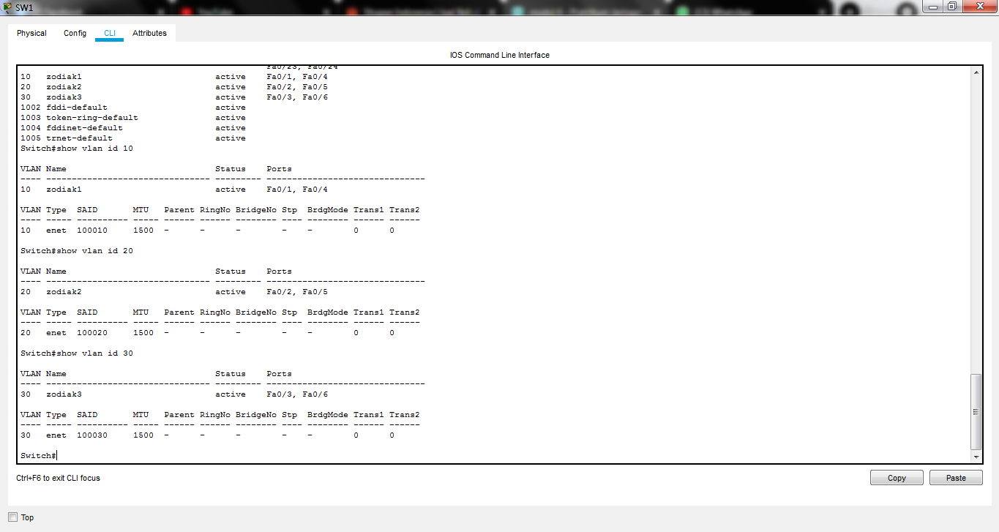 SW1
Physical Config CLI Attributes
IOS Command Line Interface
Fa0/23, Fa0/24
10   zodiak1                          active    Fa0/1, Fa0/4
20   zodiak2                          active    Fa0/2, Fa0/5
30   zodiak3                          active    Fa0/3, Fa0/6
1002 fddi-default                     active
1003 token-ring-default               active
1004 fddinet-default                  active
1005 trnet-default                    active
Switch#show vlan id 10
VLAN Name                             Status    Ports
---- -------------------------------- --------- -------------------------------
10   zodiak1                          active    Fa0/1, Fa0/4
VLAN Type  SAID       MTU   Parent RingNo BridgeNo Stp  BrdgMode Trans1 Trans2
---- ----- ---------- ----- ------ ------ -------- ---- -------- ------ ------
10   enet  100010     1500  -      -      -        -    -        0      0
Switch#show vlan id 20
VLAN Name                             Status    Ports
---- -------------------------------- --------- -------------------------------
20   zodiak2                          active    Fa0/2, Fa0/5
VLAN Type  SAID       MTU   Parent RingNo BridgeNo Stp  BrdgMode Trans1 Trans2
---- ----- ---------- ----- ------ ------ -------- ---- -------- ------ ------
20   enet  100020     1500  -      -      -        -    -        0      0
Switch#show vlan id 30
VLAN Name                             Status    Ports
---- -------------------------------- --------- -------------------------------
30   zodiak3                          active    Fa0/3, Fa0/6
VLAN Type  SAID       MTU   Parent RingNo BridgeNo Stp  BrdgMode Trans1 Trans2
---- ----- ---------- ----- ------ ------ -------- ---- -------- ------ ------
30   enet  100030     1500  -      -      -        -    -        0      0
Switch#
Ctrl+F6 to exit CLI focus
Copy Paste
Top